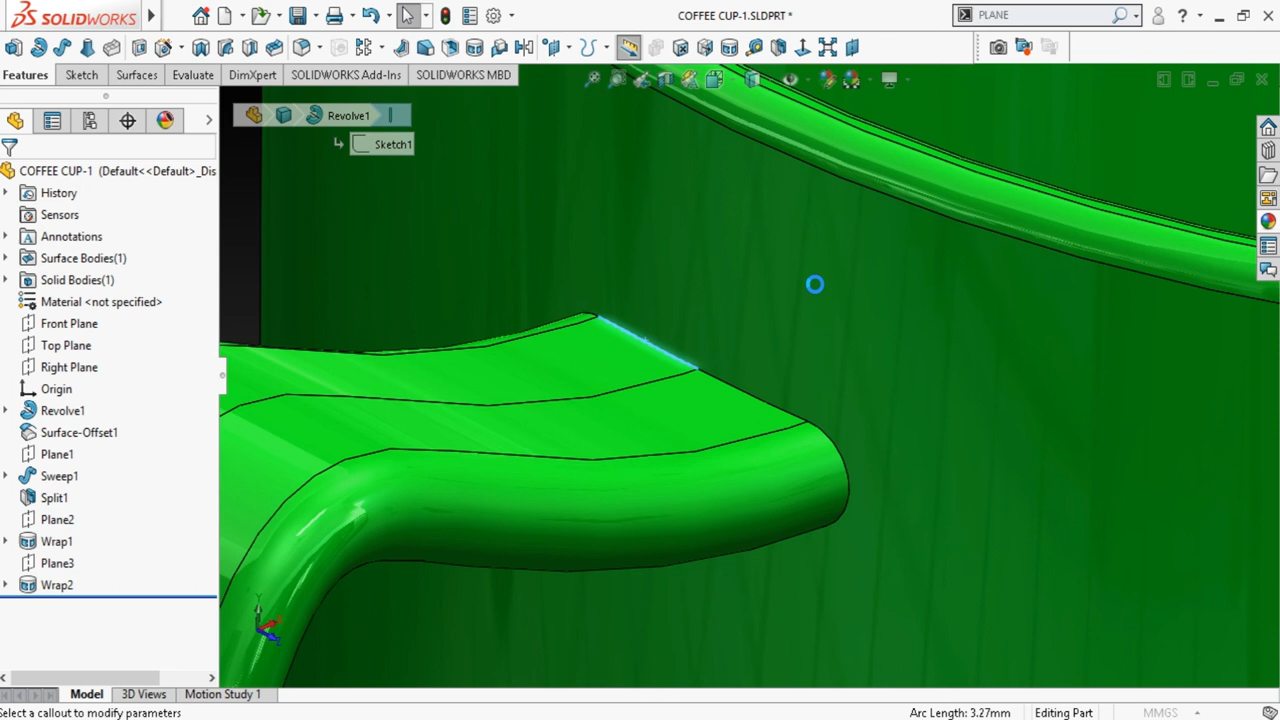 SOLIDWORKS
COFFEE CUP-1.SLDPRT *
PLANE
?
Features
Sketch
Surfaces
Evaluate
DimXpert
SOLIDWORKS Add-Ins
SOLIDWORKS MBD
Revolve1
Sketch1
COFFEE CUP-1 (Default<<Default>_Dis
History
Sensors
Annotations
Surface Bodies(1)
Solid Bodies(1)
Material <not specified>
Front Plane
Top Plane
Right Plane
Origin
Revolve1
Surface-Offset1
Plane1
Sweep1
Split1
Plane2
Wrap1
Plane3
Wrap2
Y
Model
3D Views
Motion Study 1
Select a callout to modify parameters
Arc Length: 3.27mm
Editing Part
MMGS